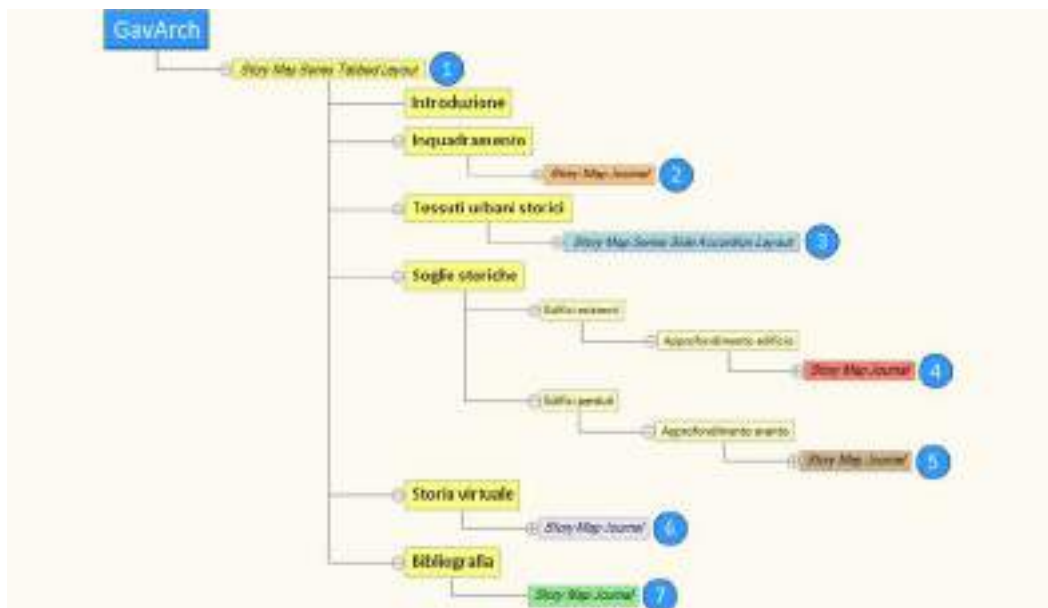 GavArch
Story Map Series Tabbed Layout 1
Introduzione
Inquadramento
Story Map Journal 2
Tessuti urbani storici
Story Map Series Side Accordion Layout 3
Soglie storiche
Edifici esistenti
Approfondimento edificio
Story Map Journal 4
Edifici perduti
Approfondimento evento
Story Map Journal 5
Storia virtuale
Story Map Journal 6
Bibliografia
Story Map Journal 7